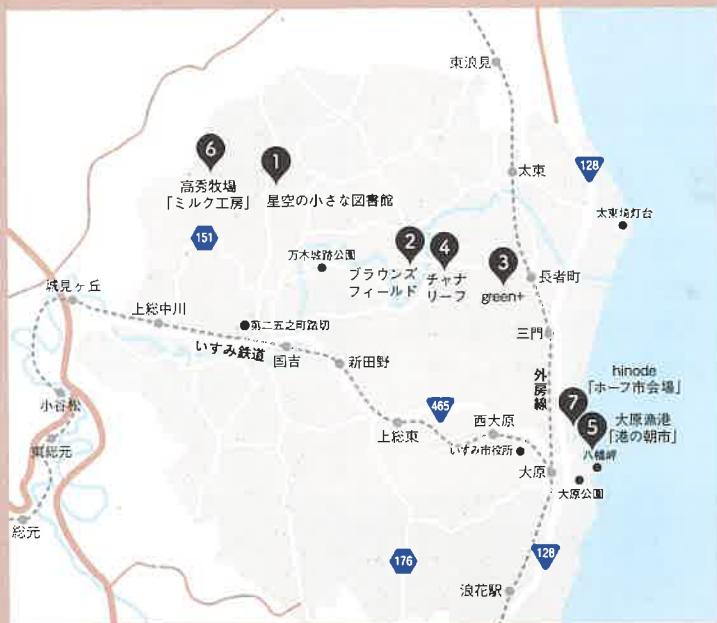 東浪見
6
高秀牧場
「ミルク工房」
1
星空の小さな図書館
太東
128
太東埼灯台
151
万木城跡公園
2
ブラウンズ
フィールド
4
チャナ
リーフ
3
green+
長者町
城見ヶ丘
上総中川
第二五之町踏切
いすみ鉄道
国吉
新田野
三門
外房線
hinode
「ホーフ市会場」
7
5
大原漁港
「港の朝市」
八幡岬
小谷松
東総元
総元
465
上総東
西大原
いすみ市役所
大原
大原公園
176
128
浪花駅